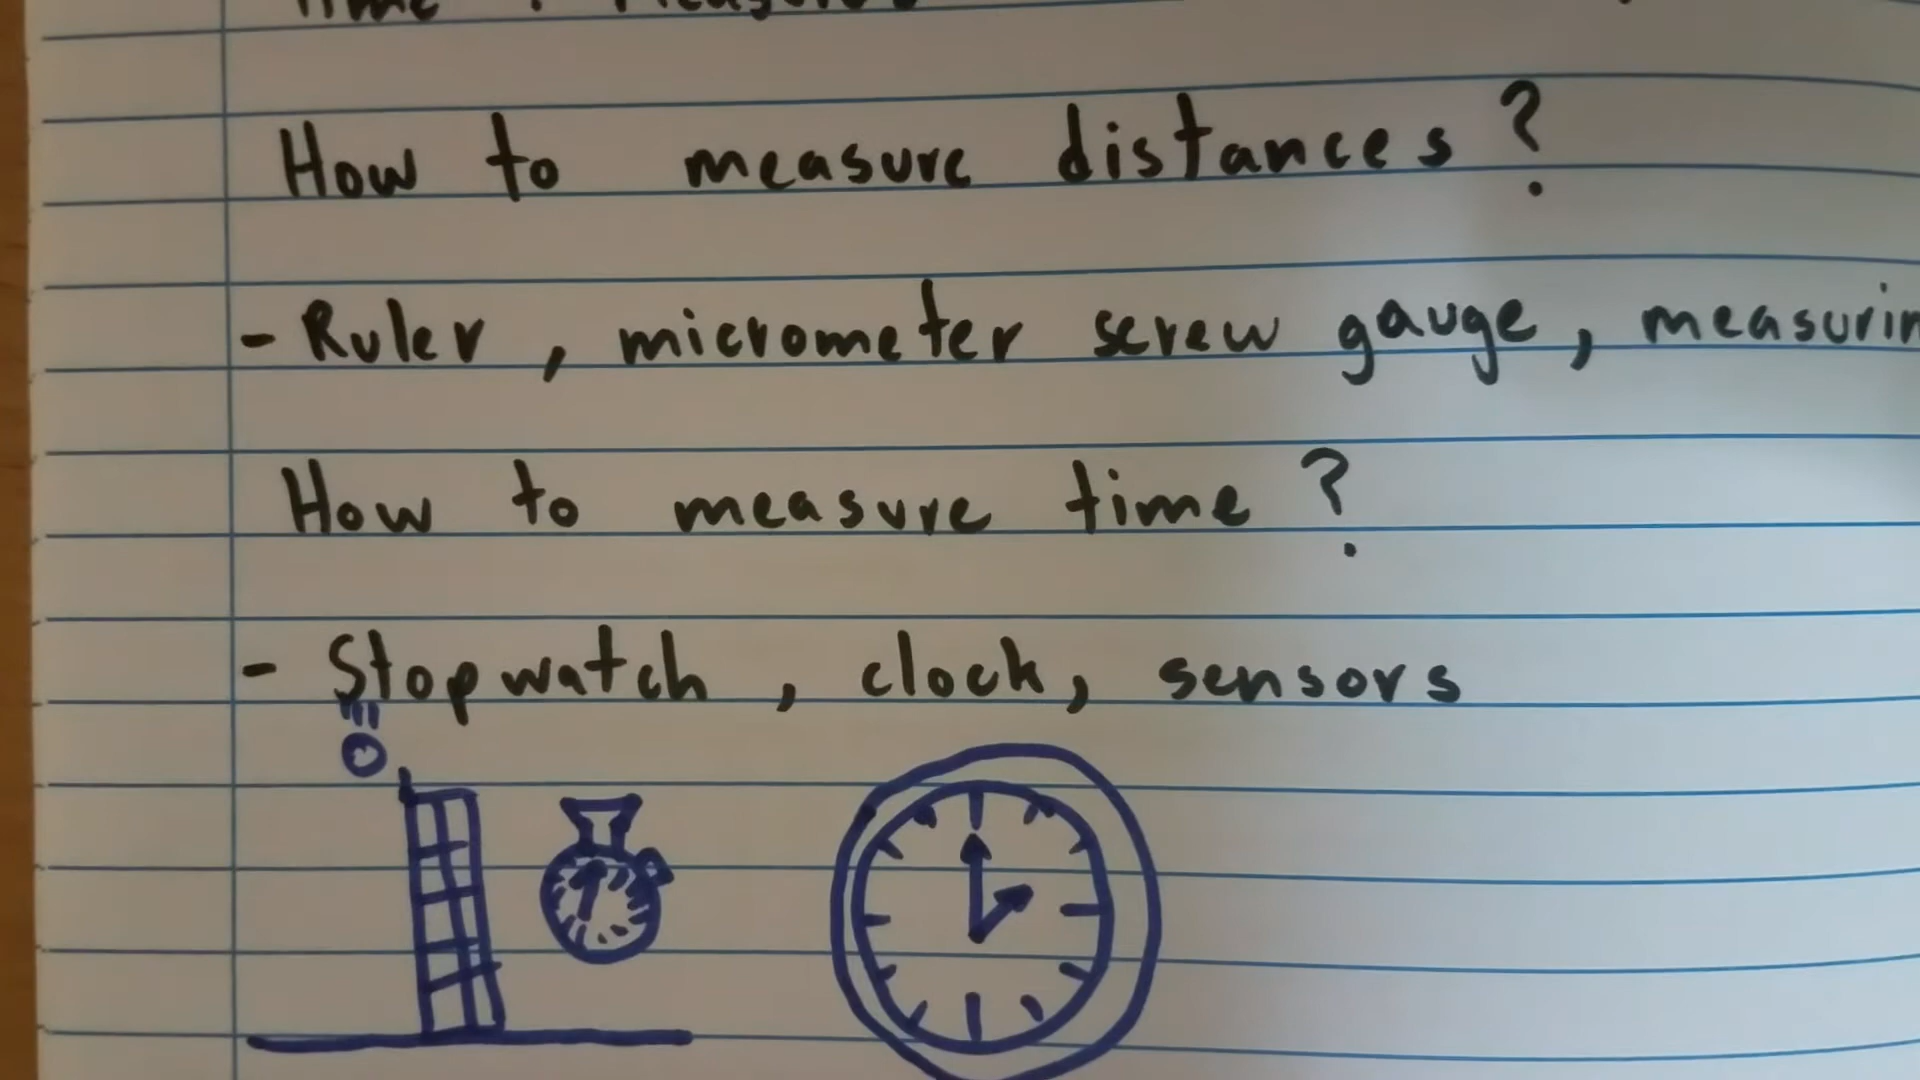 How to measure distances?
- Ruler, micrometer screw gauge,
How to measure time?
- Stopwatch, clock, sensors